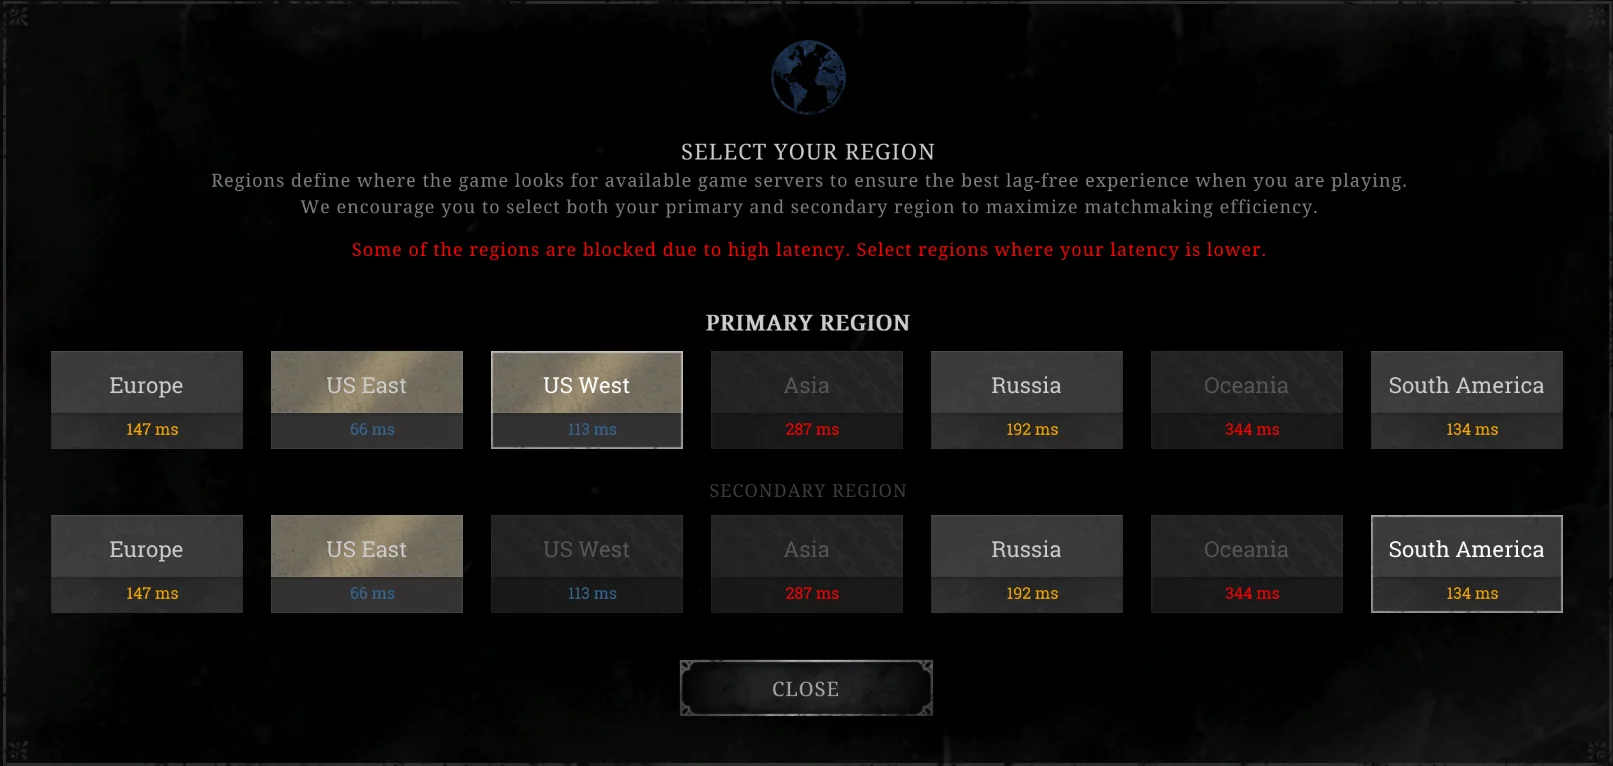 SELECT YOUR REGION
Regions define where the game looks for available game servers to ensure the best lag-free experience when you are playing.
We encourage you to select both your primary and secondary region to maximize matchmaking efficiency.
Some of the regions are blocked due to high latency. Select regions where your latency is lower.
PRIMARY REGION
Europe US East US West Asia Russia Oceania South America
147 ms 66 ms 113 ms 287 ms 192 ms 344 ms 134 ms
SECONDARY REGION
Europe US East US West Asia Russia Oceania South America
147 ms 66 ms 113 ms 287 ms 192 ms 344 ms 134 ms
CLOSE